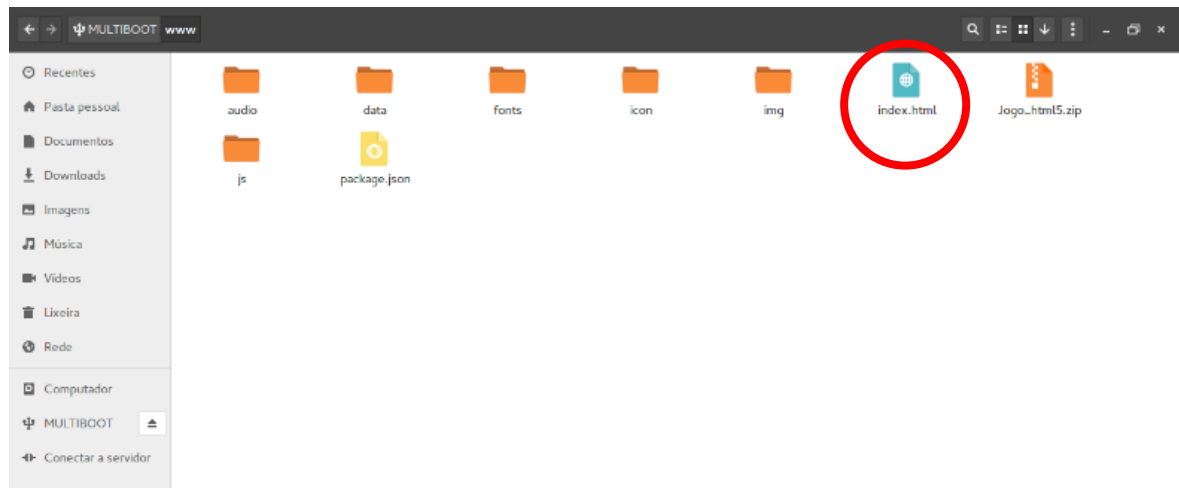 MULTIBOOT www
Recentes
Pasta pessoal
Documentos
Downloads
Imagens
Música
Vídeos
Lixeira
Rede
Computador
MULTIBOOT
Conectar a servidor
audio data fonts icon img index.html Jogo_html5.zip
js package.json